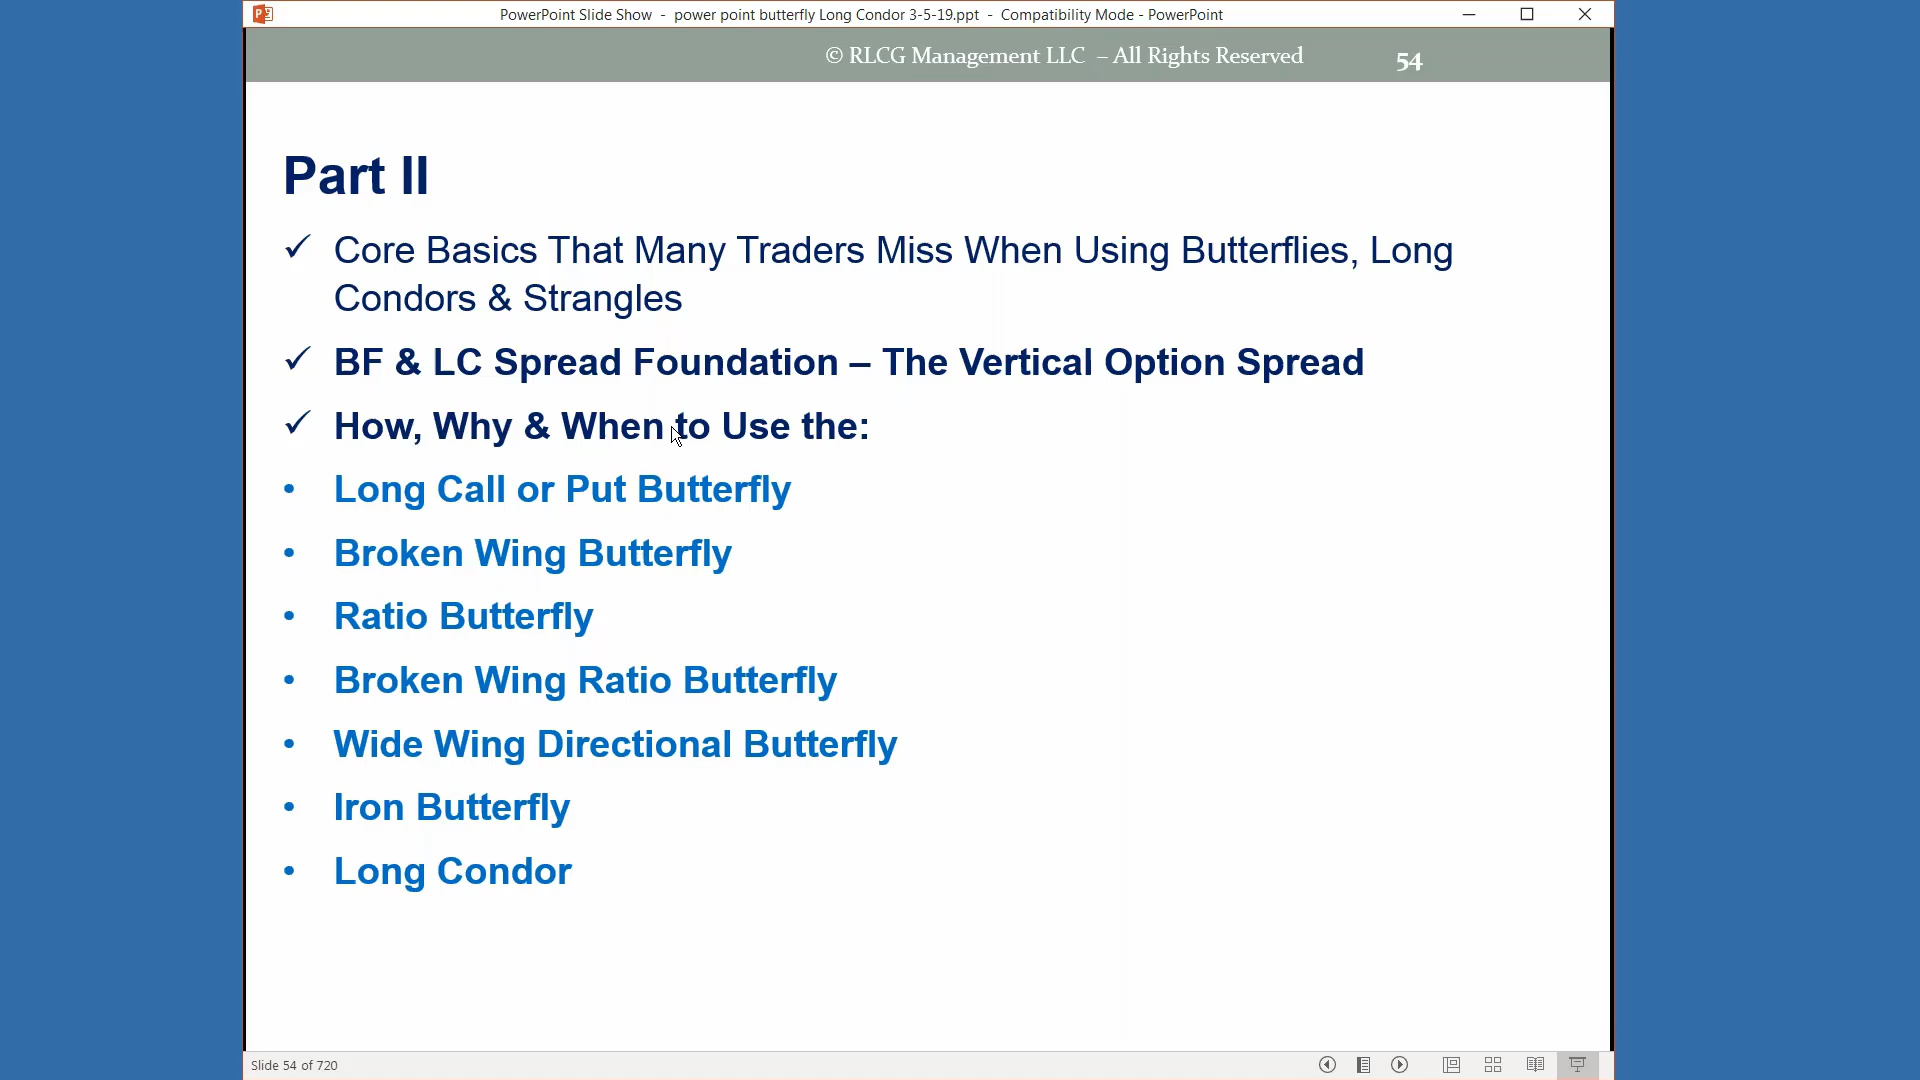 PowerPoint Slide Show - power point butterfly Long Condor 3-5-19.ppt - Compatibility Mode - PowerPoint
© RLCG Management LLC – All Rights Reserved 54
Part II
✓ Core Basics That Many Traders Miss When Using Butterflies, Long
Condors & Strangles
✓ BF & LC Spread Foundation – The Vertical Option Spread
✓ How, Why & When to Use the:
• Long Call or Put Butterfly
• Broken Wing Butterfly
• Ratio Butterfly
• Broken Wing Ratio Butterfly
• Wide Wing Directional Butterfly
• Iron Butterfly
• Long Condor
Slide 54 of 720